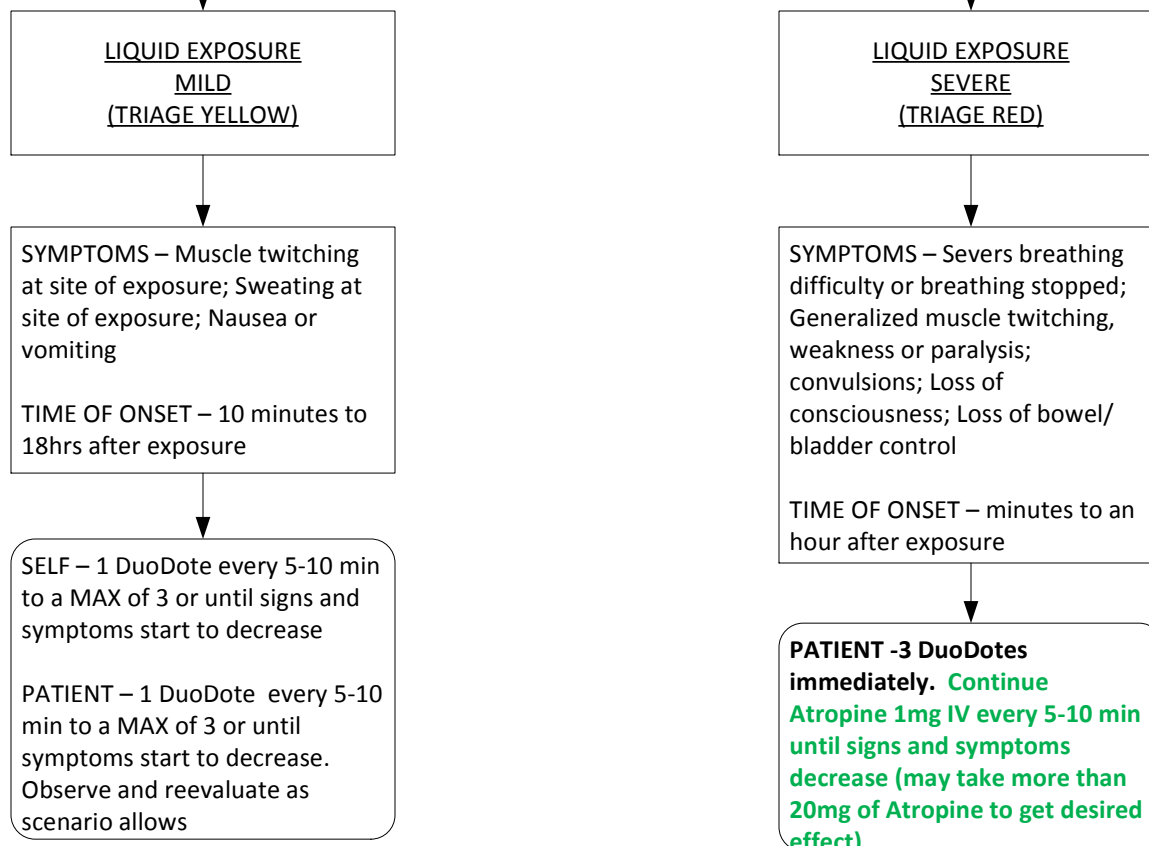 LIQUID EXPOSURE
MILD
(TRIAGE YELLOW)
SYMPTOMS – Muscle twitching
at site of exposure; Sweating at
site of exposure; Nausea or
vomiting
TIME OF ONSET – 10 minutes to
18hrs after exposure
SELF – 1 DuoDote every 5-10 min
to a MAX of 3 or until signs and
symptoms start to decrease
PATIENT – 1 DuoDote  every 5-10
min to a MAX of 3 or until
symptoms start to decrease.
Observe and reevaluate as
scenario allows
LIQUID EXPOSURE
SEVERE
(TRIAGE RED)
SYMPTOMS – Severs breathing
difficulty or breathing stopped;
Generalized muscle twitching,
weakness or paralysis;
convulsions; Loss of
consciousness; Loss of bowel/
bladder control
TIME OF ONSET – minutes to an
hour after exposure
PATIENT -3 DuoDotes
immediately.  Continue
Atropine 1mg IV every 5-10 min
until signs and symptoms
decrease (may take more than
20mg of Atropine to get desired
effect)